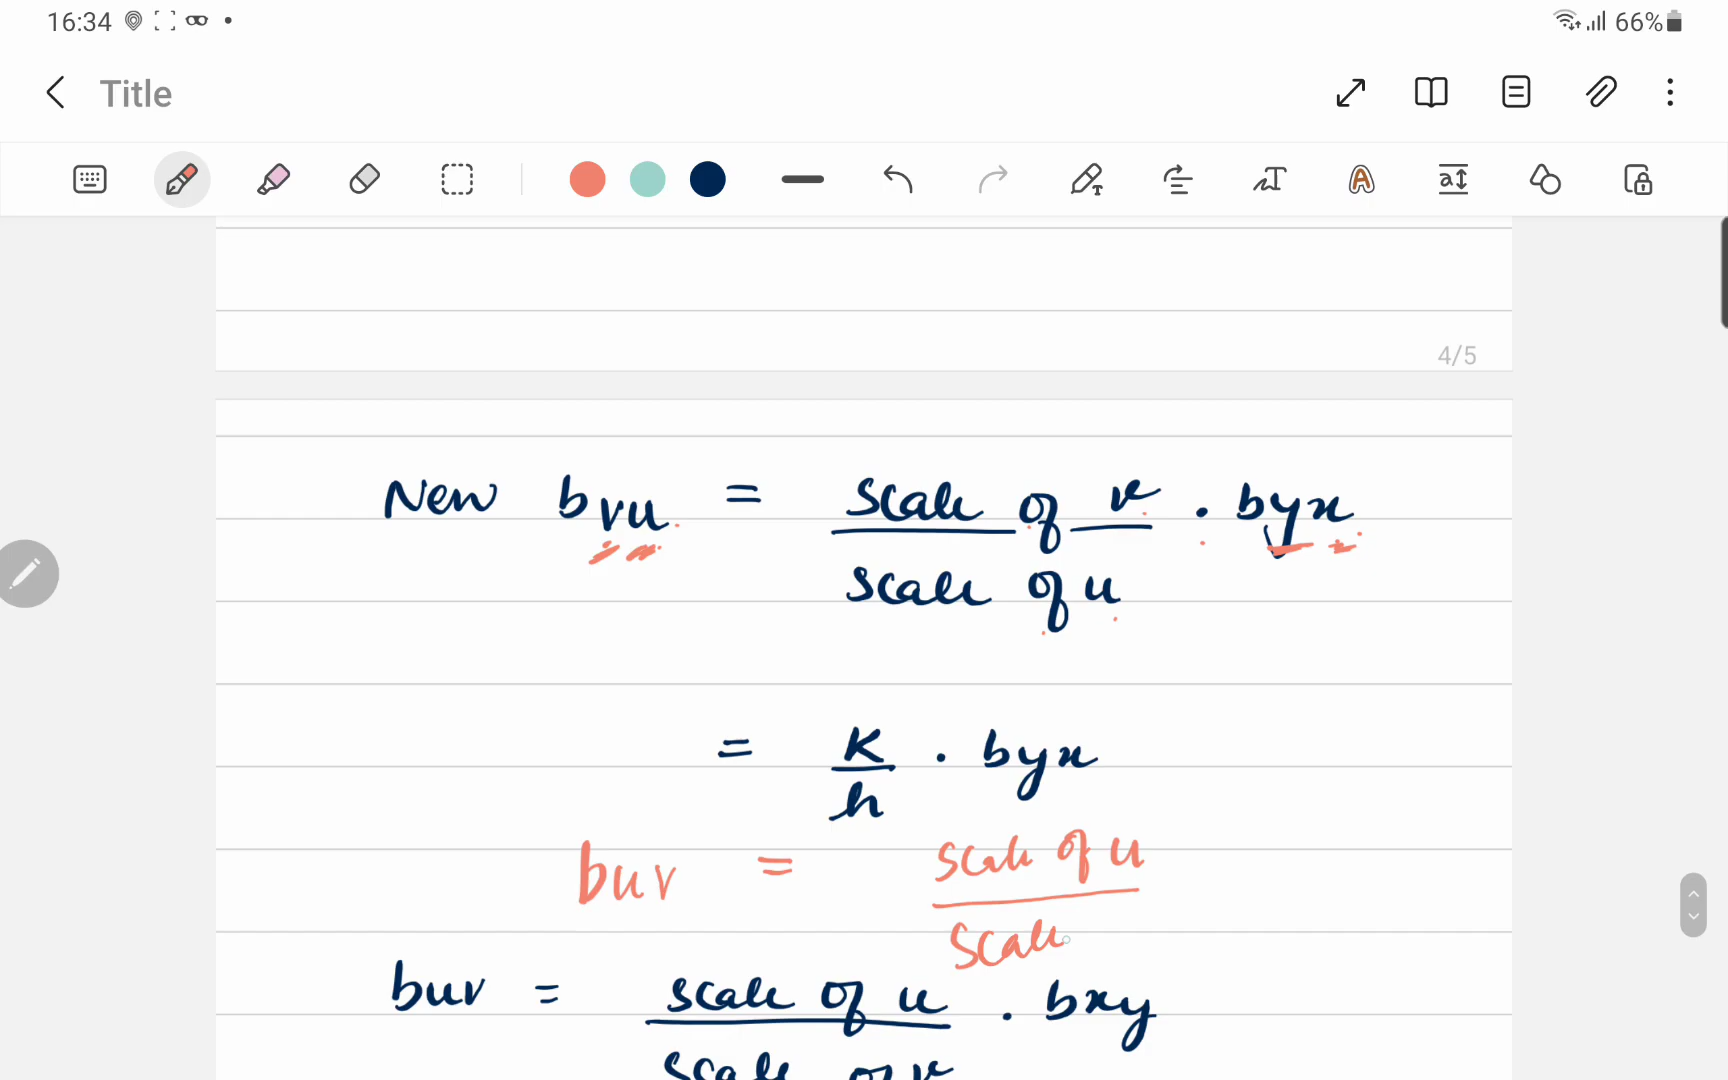 16:34 66%
Title
4/5
New bvu = scale of v . byx
scale of u
= K . byx
h
buv = scale of u
scale
buv = scale of u . bxy
scale of v